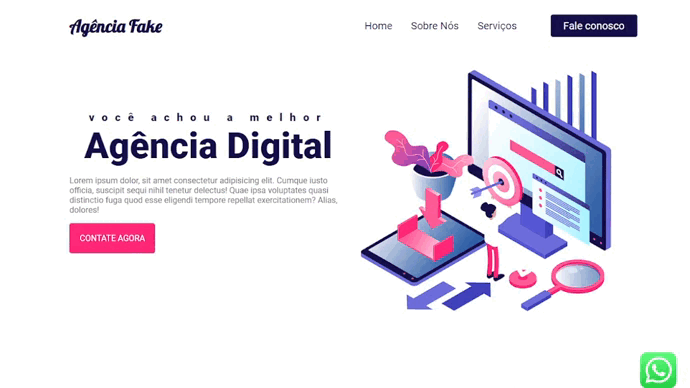 Agência Fake
Home
Sobre Nós
Serviços
Fale conosco
você achou a melhor
Agência Digital
Lorem ipsum dolor, sit amet consectetur adipisicing elit. Cumque iusto
officia, suscipit sequi nihil tenetur delectus! Quae ipsa voluptates quasi
distinctio fuga quod esse eligendi tempore repellat exercitationem? Alias,
dolores!
CONTATE AGORA